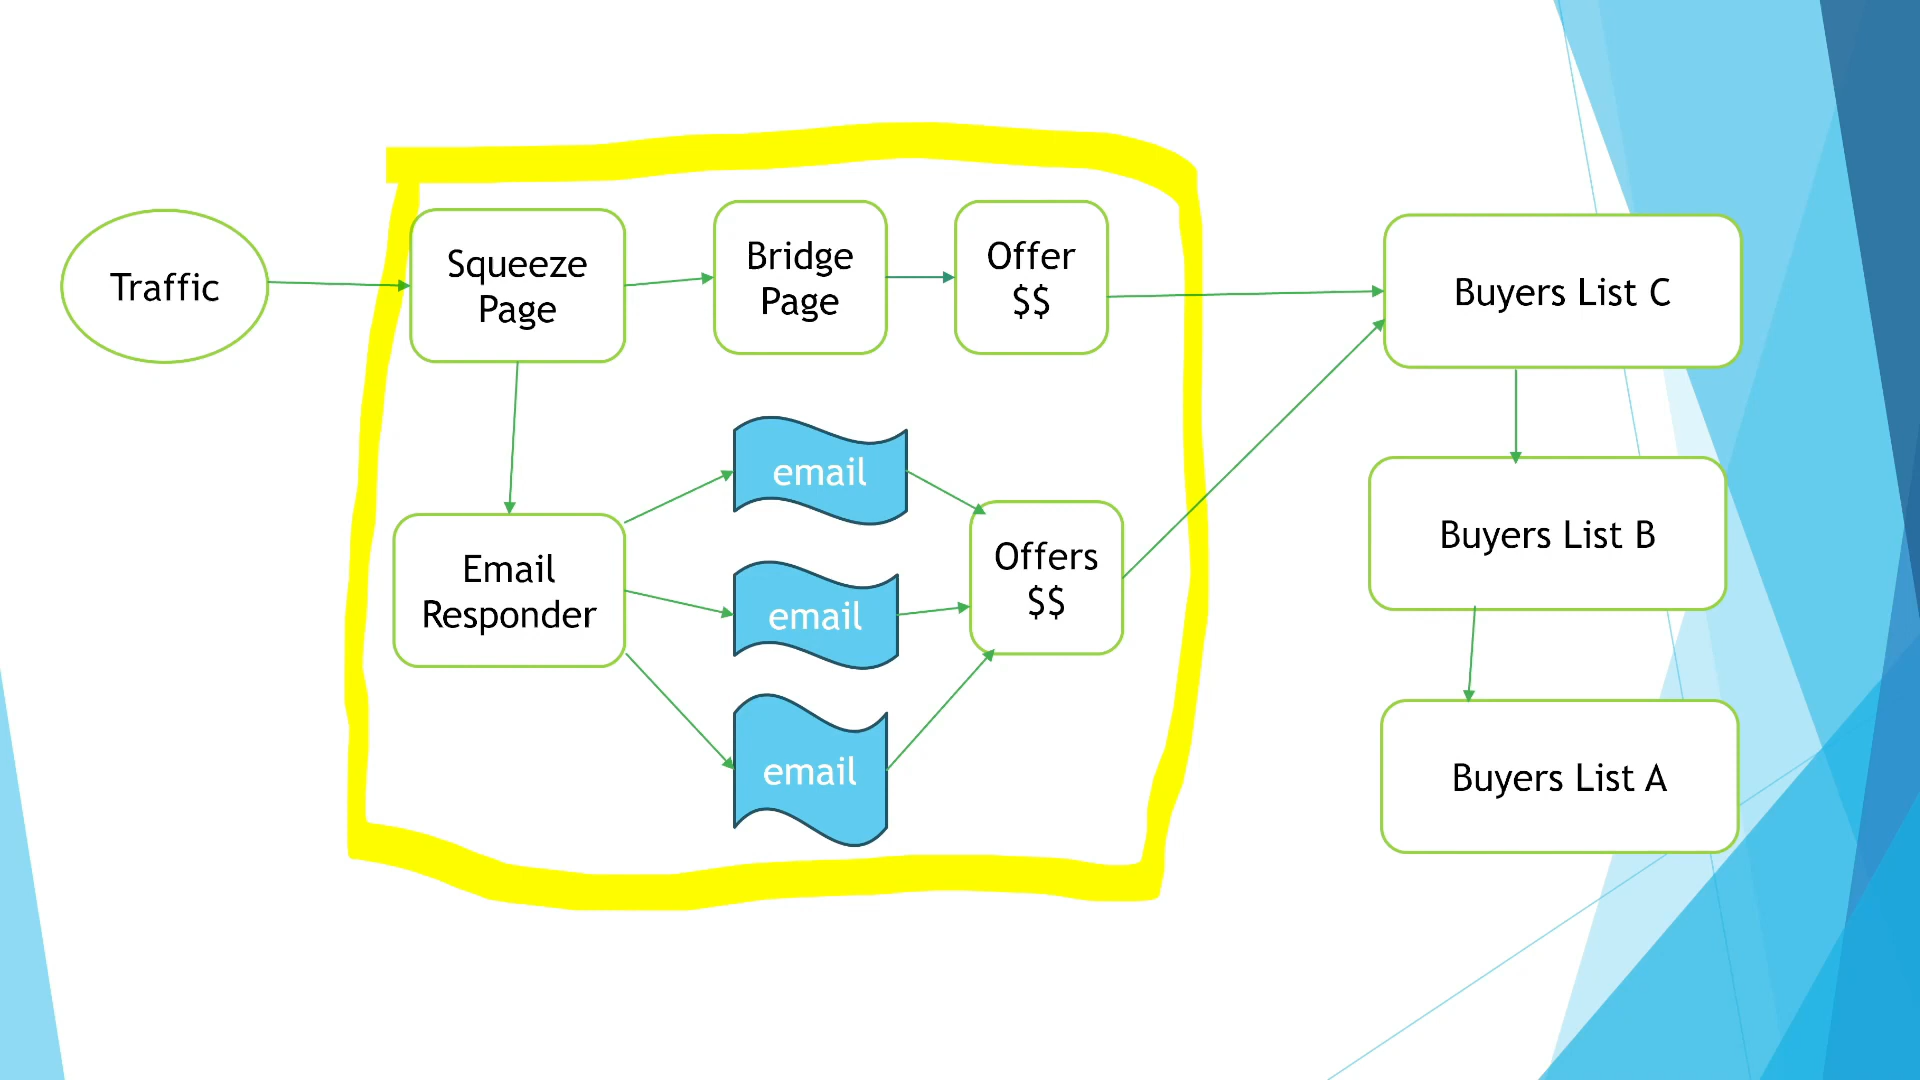 Traffic
Squeeze
Page
Bridge
Page
Offer
$$
Buyers List C
email
Email
Responder
email
Offers
$$
Buyers List B
email
Buyers List A